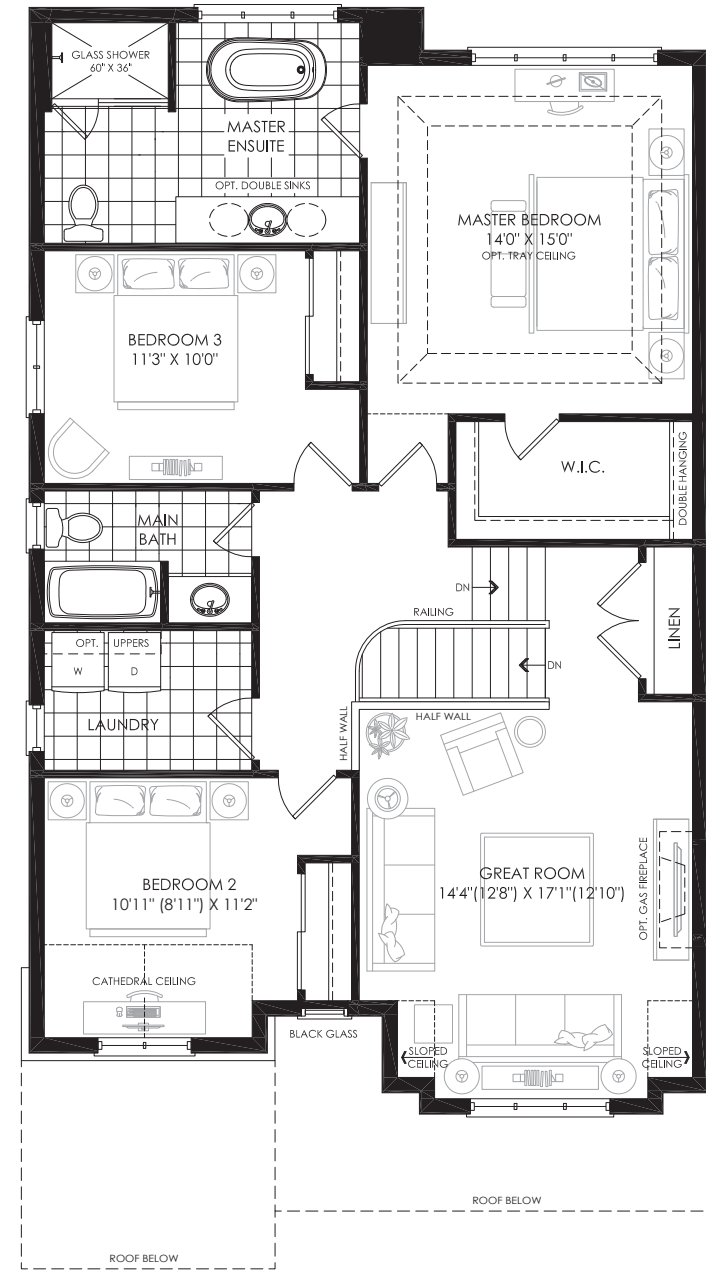 GLASS SHOWER
60" X 36"
MASTER
ENSUITE
OPT. DOUBLE SINKS
MASTER BEDROOM
14'0" X 15'0"
OPT. TRAY CEILING
BEDROOM 3
11'3" X 10'0"
W.I.C.
DOUBLE HANGING
MAIN
BATH
DN
RAILING
LINEN
OPT. UPPERS
W D
DN
LAUNDRY
HALF WALL
HALF WALL
BEDROOM 2
10'11" (8'11") X 11'2"
GREAT ROOM
14'4"(12'8") X 17'1"(12'10")
OPT. GAS FIREPLACE
CATHEDRAL CEILING
BLACK GLASS
SLOPED
CEILING
SLOPED
CEILING
ROOF BELOW
ROOF BELOW